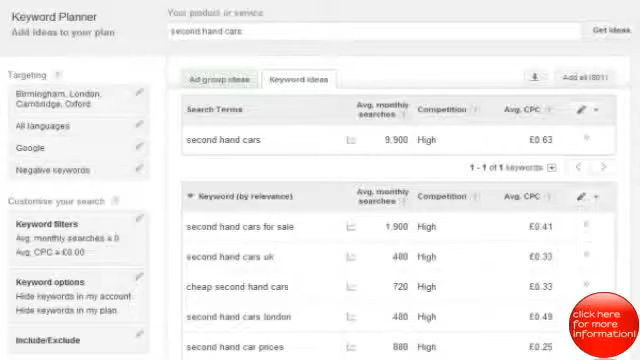 Keyword Planner
Add ideas to your plan
Your product or service
second hand cars
Get ideas
Targeting ?
Birmingham, London,
Cambridge, Oxford
All languages
Google
Negative keywords
Customise your search ?
Keyword filters
Avg. monthly searches ≥ 0
Avg. CPC ≥ £0.00
Keyword options
Hide keywords in my account
Hide keywords in my plan
Include/Exclude
Ad group ideas
Keyword ideas
Add all (801)
Search Terms
Avg. monthly
searches ?
Competition ?
Avg. CPC ?
second hand cars 9,900 High £0.63
1 - 1 of 1 keywords
Keyword (by relevance)
Avg. monthly
searches ?
Competition ?
Avg. CPC ?
second hand cars for sale 1,900 High £0.41
second hand cars uk 480 High £0.33
cheap second hand cars 720 High £0.33
second hand cars london 480 High £0.49
second hand car prices 880 High £0.25
click here
for more
information!